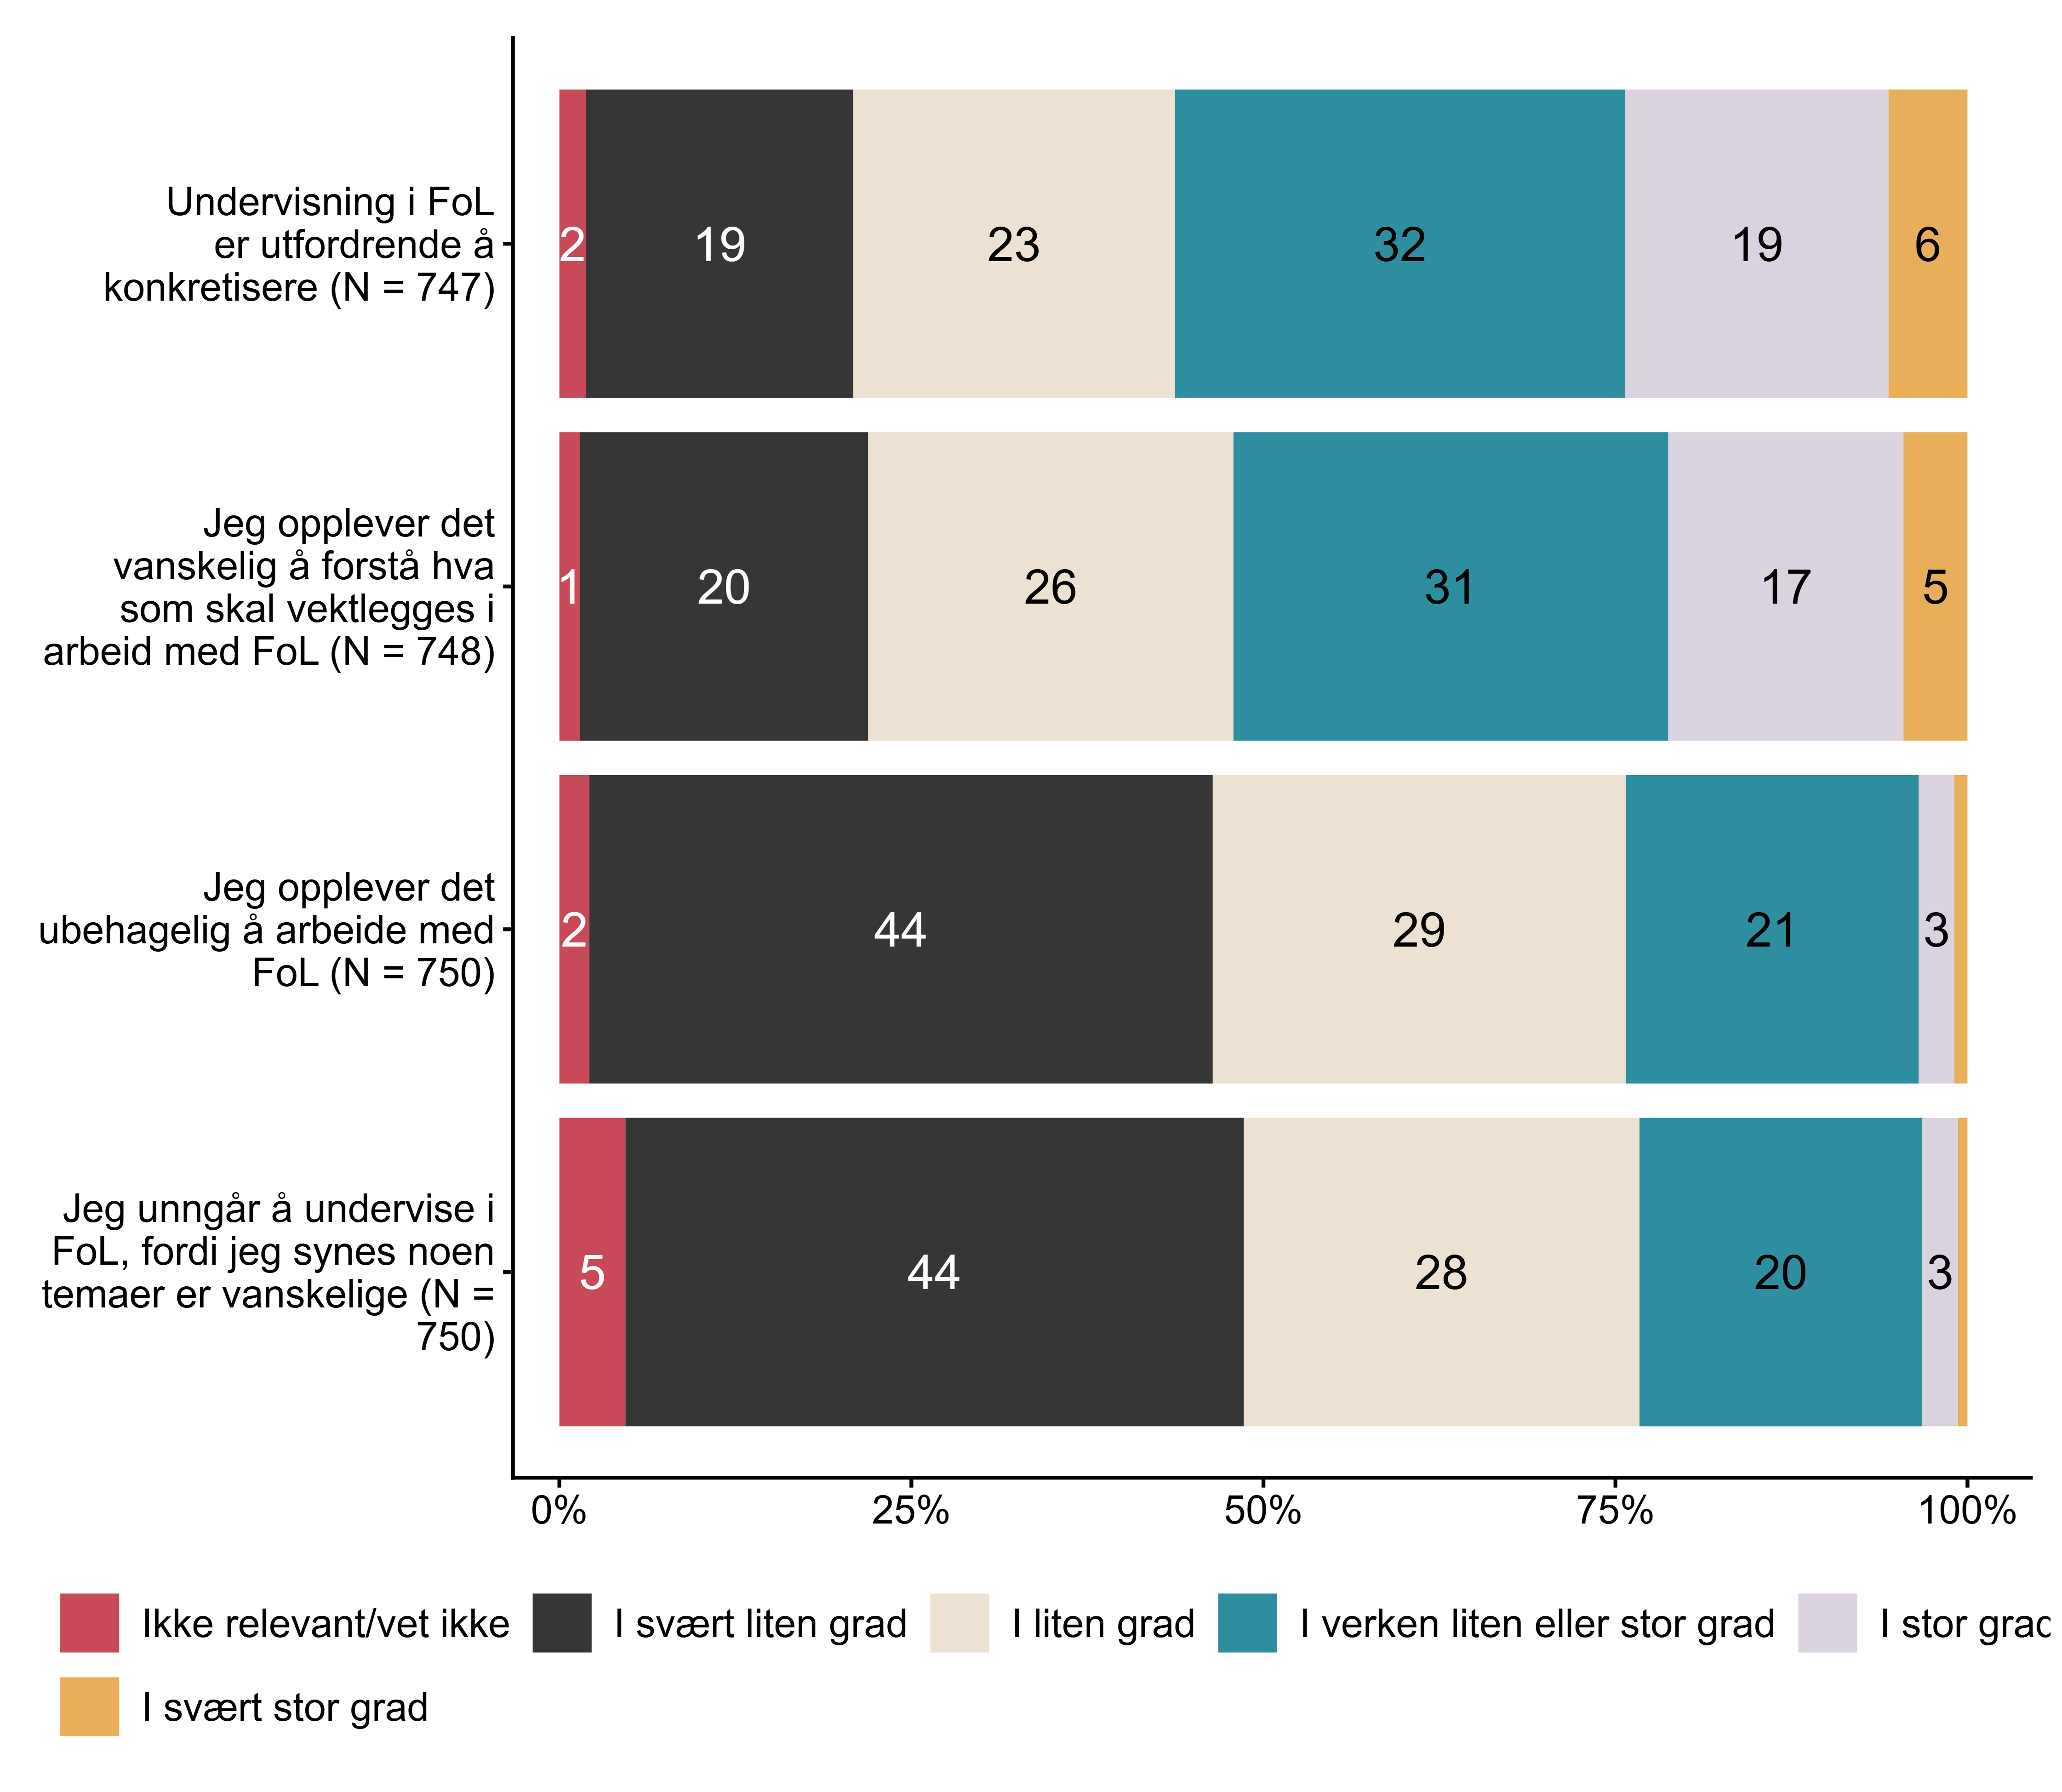 Undervisning i FoL
er utfordrende å
konkretisere (N = 747)
2 19 23 32 19 6
Jeg opplever det
vanskelig å forstå hva
som skal vektlegges i
arbeid med FoL (N = 748)
1 20 26 31 17 5
Jeg opplever det
ubehagelig å arbeide med
FoL (N = 750)
2 44 29 21 3
Jeg unngår å undervise i
FoL, fordi jeg synes noen
temaer er vanskelige (N =
750)
5 44 28 20 3
0% 25% 50% 75% 100%
Ikke relevant/vet ikke I svært liten grad I liten grad I verken liten eller stor grad I stor grad
I svært stor grad